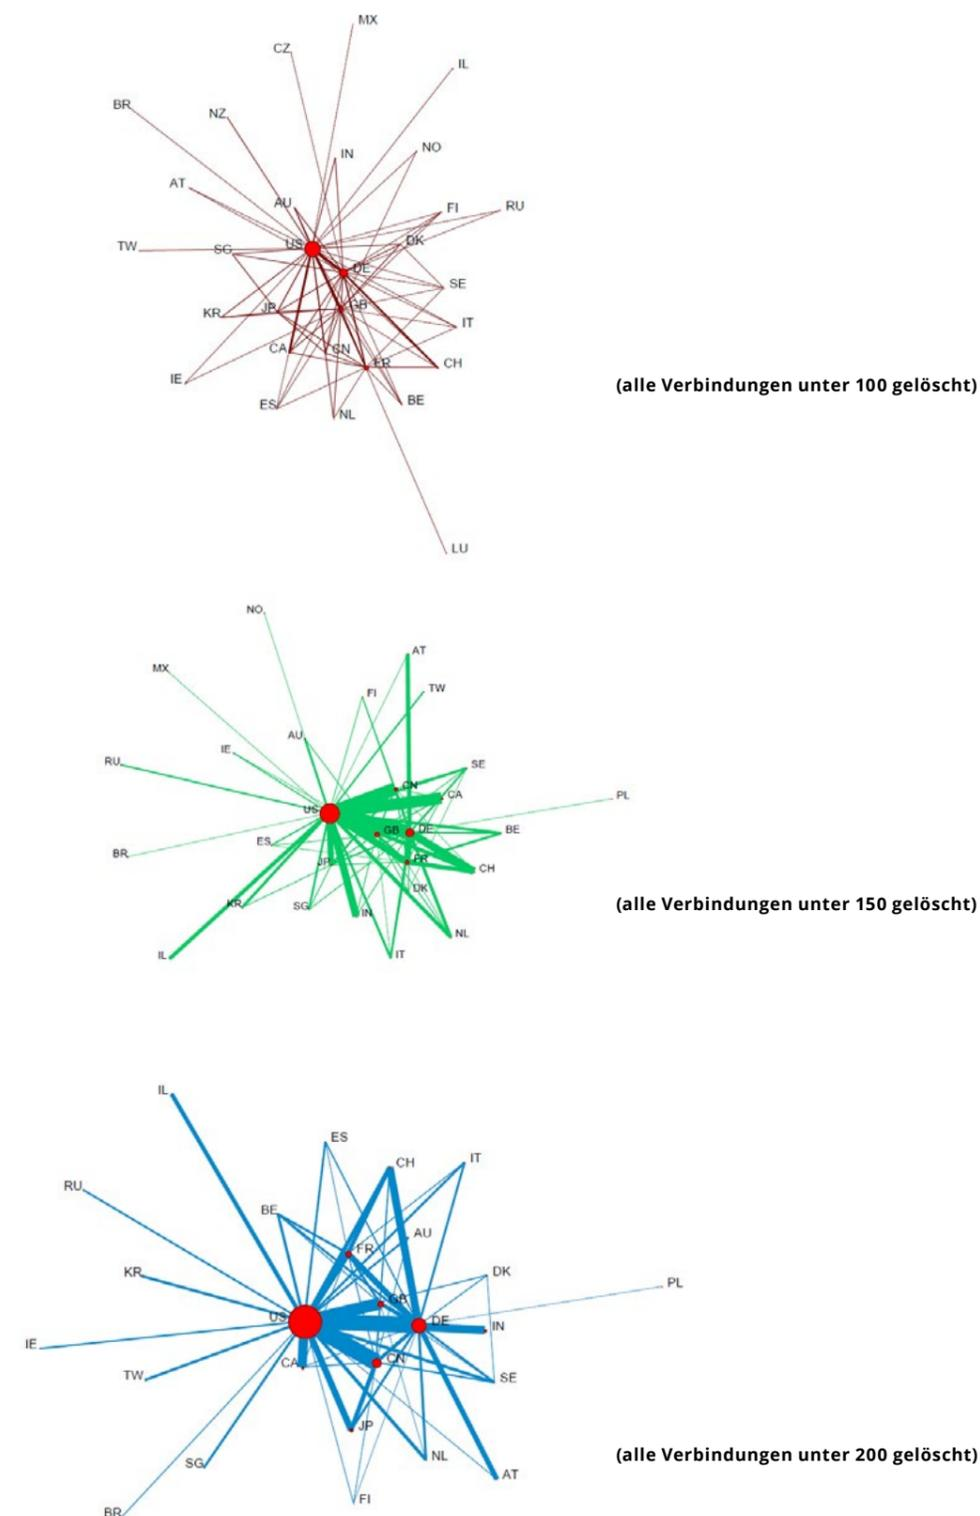 MX
CZ
IL
BR
NZ
IN
NO
AT
AU
FI
RU
US
DK
TW
SG
DE
SE
GB
JP
KR
IT
CA
CN
FR
CH
IE
(alle Verbindungen unter 100 gelöscht)
ES
BE
NL
LU
NO
AT
MX
FI
TW
AU
IE
RU
SE
CN
CA
PL
US
GB
DE
BE
ES
BR
JP
FR
CH
DK
KR
SG
IN
(alle Verbindungen unter 150 gelöscht)
NL
IL
IT
IL
ES
CH
IT
RU
BE
AU
FR
KR
DK
PL
GB
US
DE
IN
IE
CA
CN
TW
SE
JP
NL
(alle Verbindungen unter 200 gelöscht)
SG
AT
FI
BR